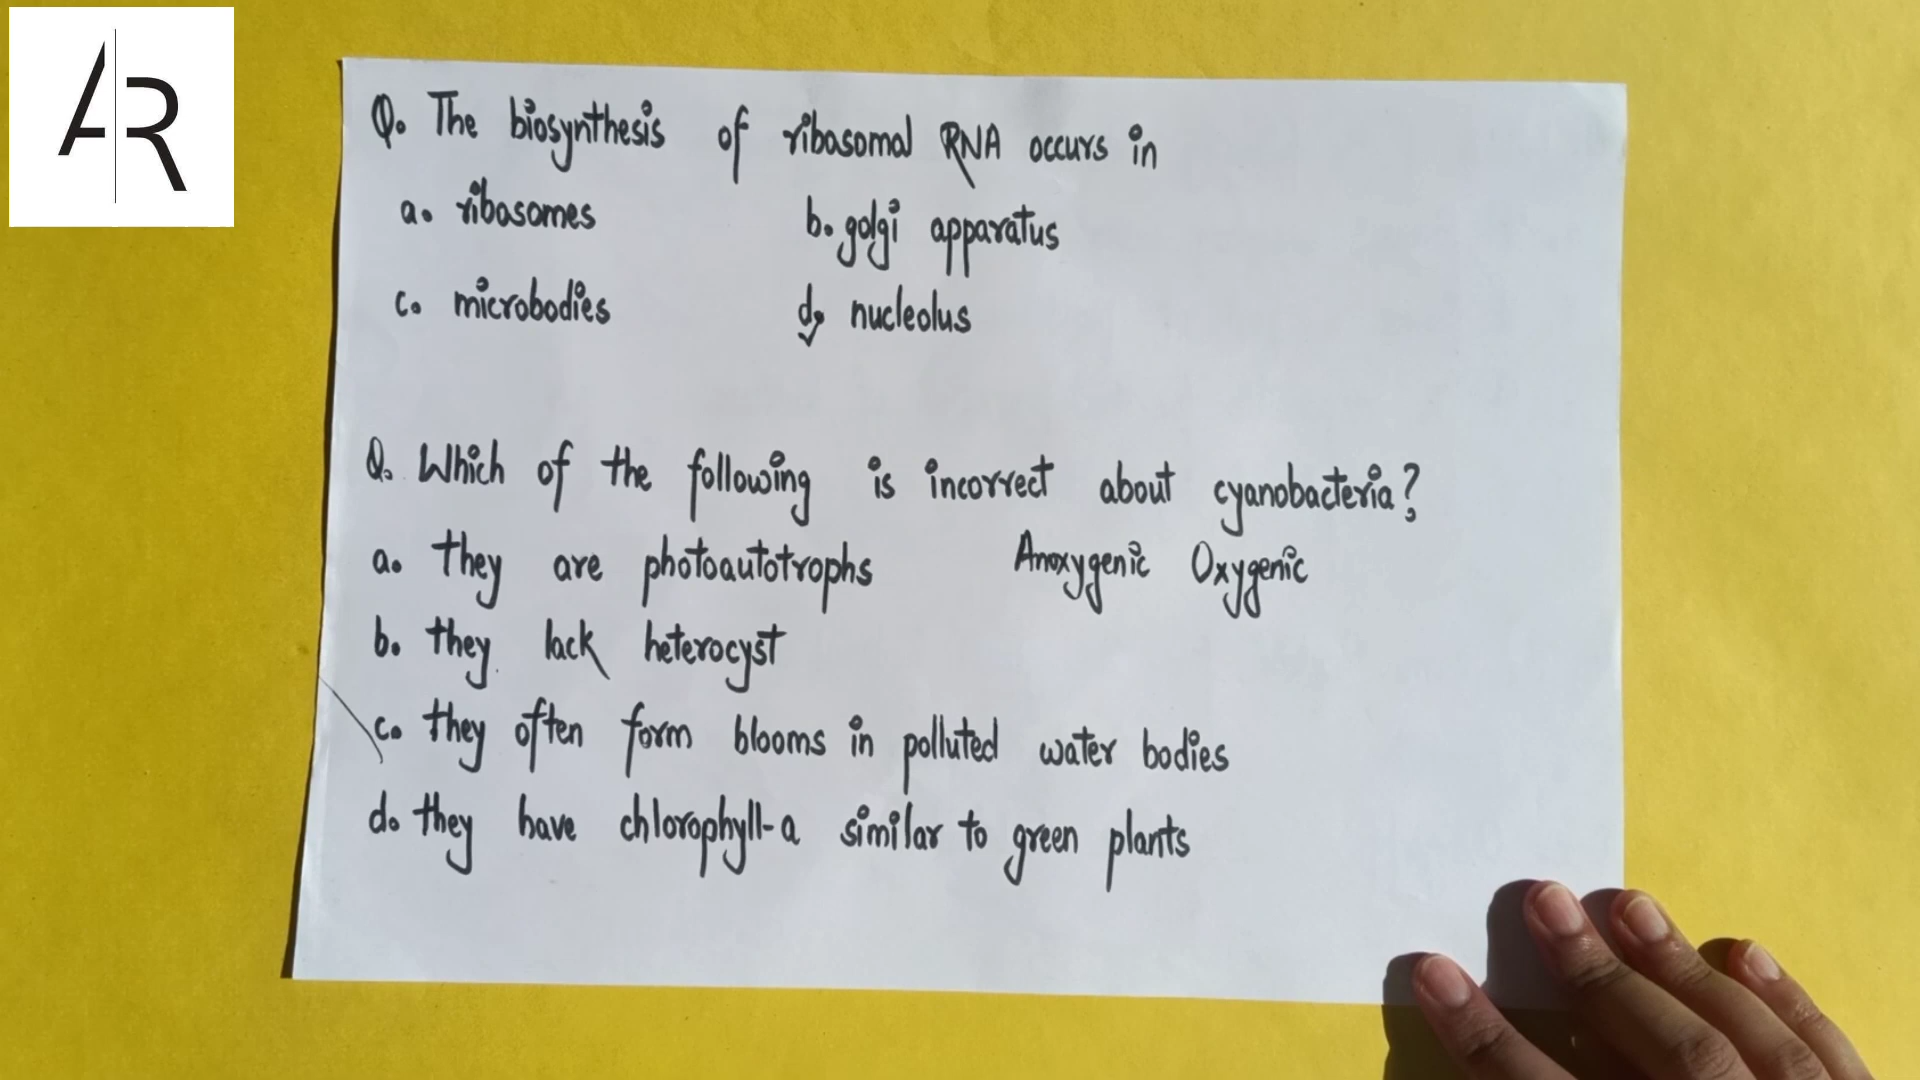 AR
Q. The biosynthesis of ribosomal RNA occurs in
a. ribosomes b. golgi apparatus
c. microbodies d. nucleolus
Q. Which of the following is incorrect about cyanobacteria?
a. they are photoautotrophs Anoxygenic Oxygenic
b. they lack heterocyst
c. they often form blooms in polluted water bodies
d. they have chlorophyll-a similar to green plants